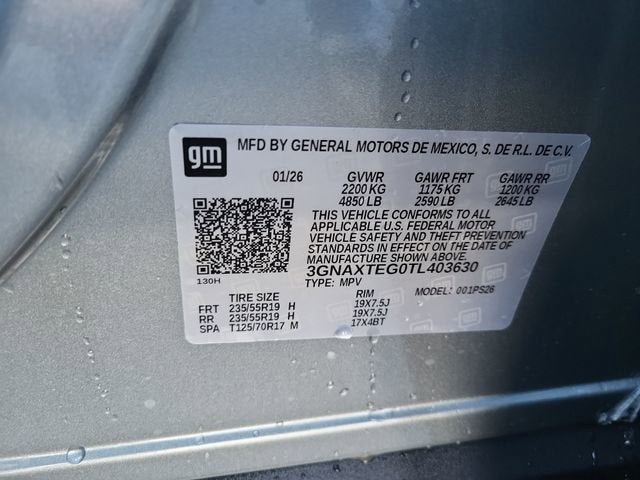 gm MFD BY GENERAL MOTORS DE MEXICO, S. DE R.L. DE C.V.
01/26 GVWR GAWR FRT GAWR RR
2200 KG 1175 KG 1200 KG
4850 LB 2590 LB 2645 LB
THIS VEHICLE CONFORMS TO ALL
APPLICABLE U.S. FEDERAL MOTOR
VEHICLE SAFETY AND THEFT PREVENTION
STANDARDS IN EFFECT ON THE DATE OF
MANUFACTURE SHOWN ABOVE.
3GNAXTEG0TL403630
130H
TYPE: MPV MODEL: 001PS26
TIRE SIZE RIM
FRT 235/55R19 H 19X7.5J
RR 235/55R19 H 19X7.5J
SPA T125/70R17 M 17X4BT